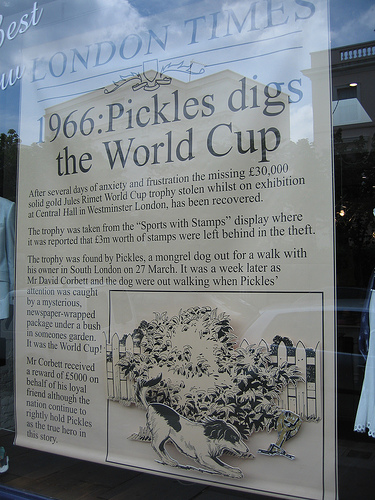 Best
LONDON TIMES
1966:Pickles digs
the World Cup
After several days of anxiety and frustration the missing £30,000
solid gold Jules Rimet World Cup trophy stolen whilst on exhibition
at Central Hall in Westminster London, has been recovered.
The trophy was taken from the “Sports with Stamps” display where
it was reported that £3m worth of stamps were left behind in the theft.
The trophy was found by Pickles, a mongrel dog out for a walk with
his owner in South London on 27 March. It was a week later as
Mr David Corbett and the dog were out walking when Pickles’
attention was caught
by a mysterious,
newspaper-wrapped
package under a bush
in someones garden.
It was the World Cup!
Mr Corbett received
a reward of £5000 on
behalf of his loyal
friend although the
nation continue to
rightly hold Pickles
as the true hero in
this story.